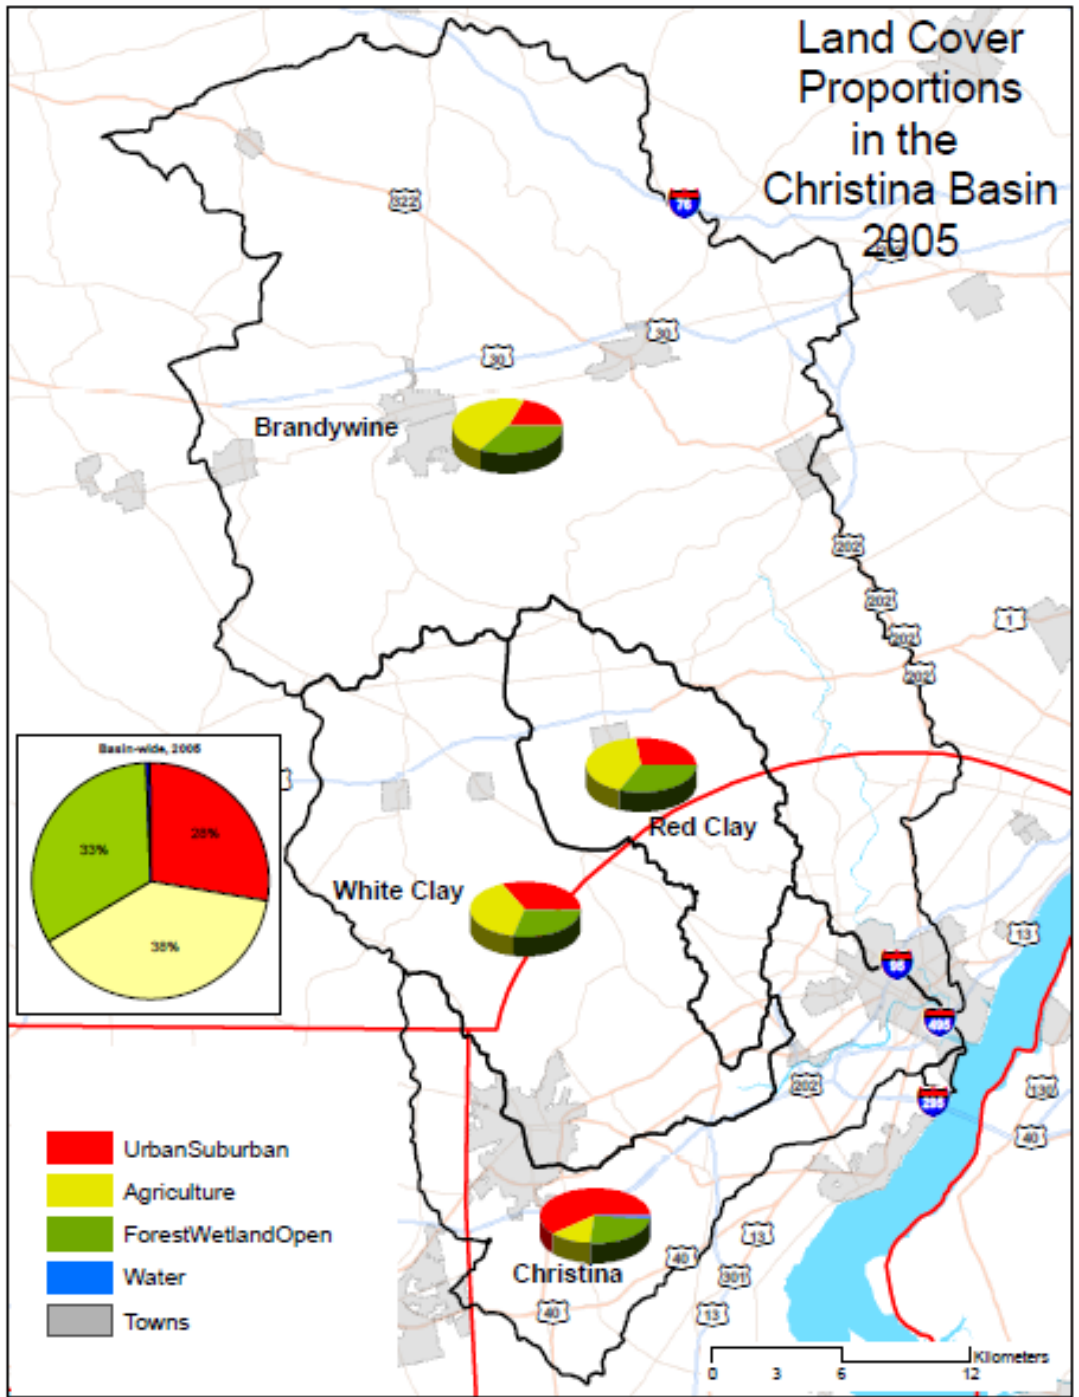 Land Cover
Proportions
in the
Christina Basin
2005
76
322
30
30
Brandywine
202
202
1
202
202
Basin-wide, 2005
28%
33%
38%
Red Clay
White Clay
13
95
495
202
295
130
40
UrbanSuburban
Agriculture
ForestWetlandOpen
Water
Towns
13
40
Christina
301
40
13
Kilometers
0 3 6 12